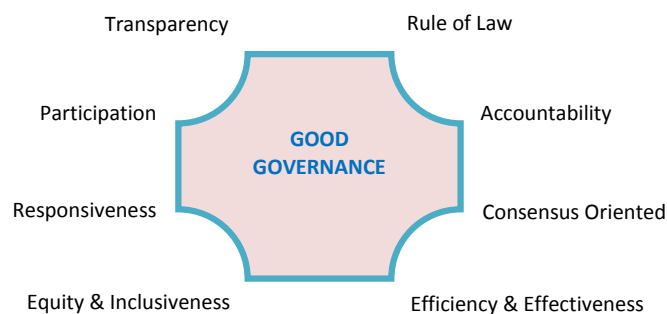 Transparency
Rule of Law
Participation
Accountability
GOOD
GOVERNANCE
Responsiveness
Consensus Oriented
Equity & Inclusiveness
Efficiency & Effectiveness